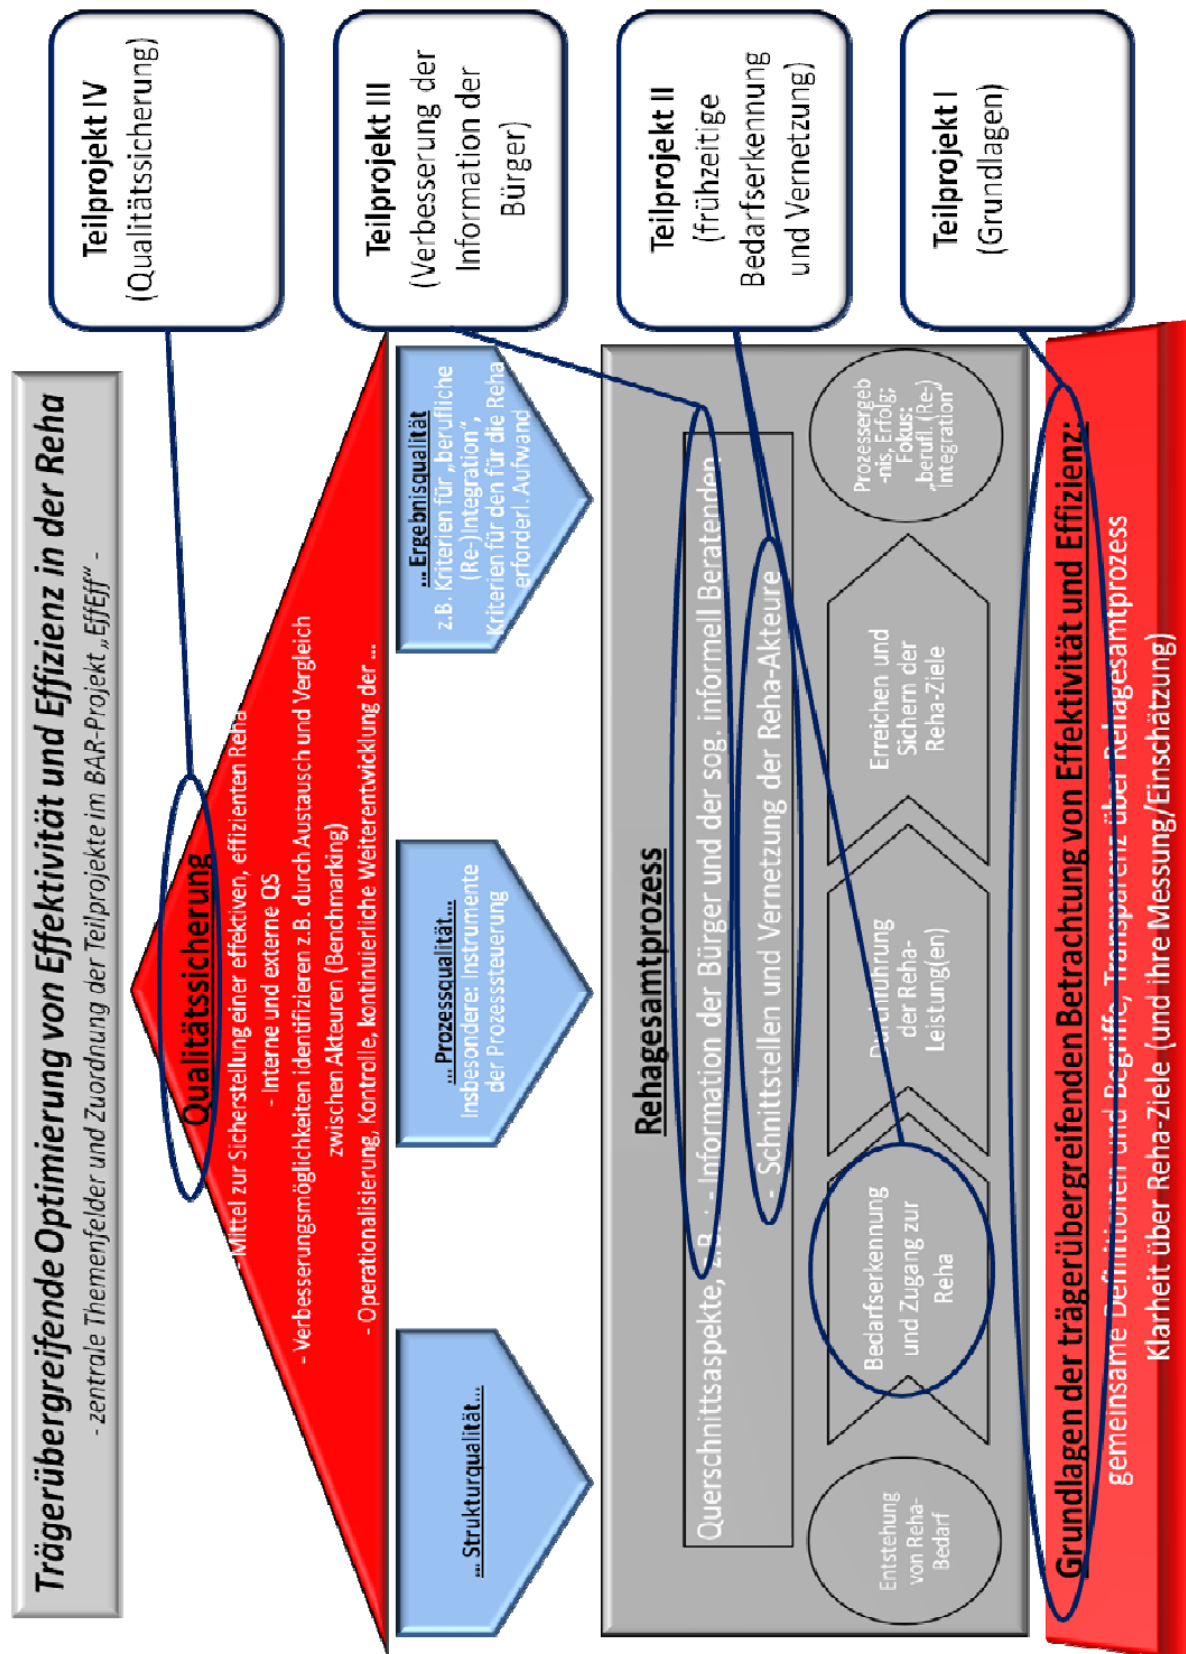 Trägerübergreifende Optimierung von Effektivität und Effizienz in der Reha
- zentrale Themenfelder und Zuordnung der Teilprojekte im BAR-Projekt „EffEff“ -
Qualitätssicherung
- Mittel zur Sicherstellung einer effektiven, effizienten Reha
- Interne und externe QS
- Verbesserungsmöglichkeiten identifizieren z.B. durch Austausch und Vergleich
zwischen Akteuren (Benchmarking)
- Operationalisierung, Kontrolle, kontinuierliche Weiterentwicklung der ...
... Strukturqualität...
... Prozessqualität...
Insbesondere: Instrumente
der Prozesssteuerung
... Ergebnisqualität
z.B. Kriterien für „berufliche
(Re-)Integration“,
Kriterien für den für die Reha
erforderl. Aufwand
Rehagesamtprozess
Querschnittsaspekte, z.B.: - Information der Bürger und der sog. informell Beratenden
- Schnittstellen und Vernetzung der Reha-Akteure
Entstehung
von Reha-
Bedarf
Bedarfserkennung
und Zugang zur
Reha
Durchführung
der Reha-
Leistung(en)
Erreichen und
Sichern der
Reha-Ziele
Prozessergeb
-nis, Erfolg;
Fokus:
„berufl. (Re-)
Integration“
Grundlagen der trägerübergreifenden Betrachtung von Effektivität und Effizienz:
gemeinsame Definitionen und Begriffe, Transparenz über Rehagesamtprozess
Klarheit über Reha-Ziele (und ihre Messung/Einschätzung)
Teilprojekt IV
(Qualitätssicherung)
Teilprojekt III
(Verbesserung der
Information der
Bürger)
Teilprojekt II
(frühzeitige
Bedarfserkennung
und Vernetzung)
Teilprojekt I
(Grundlagen)